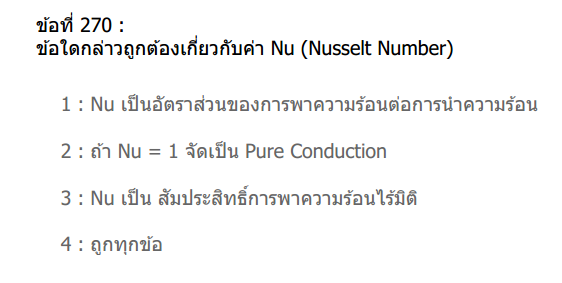 ข้อที่ 270 :
ข้อใดกล่าวถูกต้องเกี่ยวกับค่า Nu (Nusselt Number)
1 : Nu เป็นอัตราส่วนของการพาความร้อนต่อการนำความร้อน
2 : ถ้า Nu = 1 จัดเป็น Pure Conduction
3 : Nu เป็น สัมประสิทธิ์การพาความร้อนไร้มิติ
4 : ถูกทุกข้อ